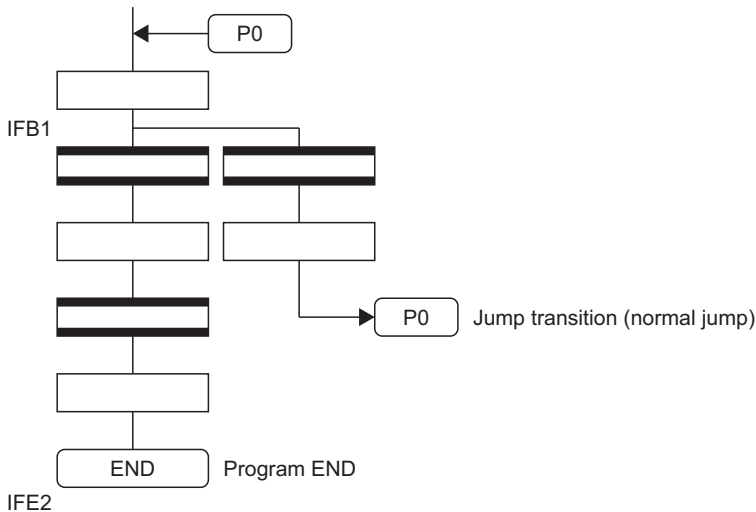 P0
IFB1
P0 Jump transition (normal jump)
END Program END
IFE2